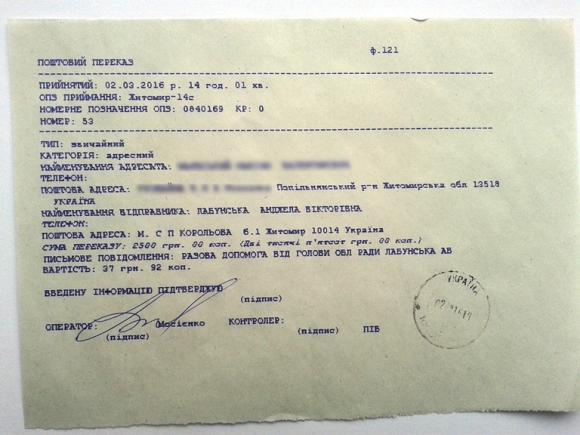 ф.121
ПОШТОВИЙ ПЕРЕКАЗ
ПРИЙНЯТИЙ: 02.03.2016 р. 14 год. 01 хв.
ОПЗ ПРИЙМАННЯ: Житомир-14с
НОМЕРНЕ ПОЗНАЧЕННЯ ОПЗ: 0840169 КР: 0
НОМЕР: 53
ТИП: звичайний
КАТЕГОРІЯ: адресний
НАЙМЕНУВАННЯ АДРЕСАТА:
ТЕЛЕФОН:
ПОШТОВА АДРЕСА: Попільнянський р-н Житомирська обл 13518
УКРАЇНА
НАЙМЕНУВАННЯ ВІДПРАВНИКА: ЛАБУНСЬКА АНЖЕЛА ВІКТОРІВНА
ТЕЛЕФОН:
ПОШТОВА АДРЕСА: М. С П КОРОЛЬОВА б.1 Житомир 10014 Україна
СУМА ПЕРЕКАЗУ: 2500 грн. 00 коп. (Дві тисячі п'ятсот грн. 00 коп.)
ПИСЬМОВЕ ПОВІДОМЛЕННЯ: РАЗОВА ДОПОМОГА ВІД ГОЛОВИ ОБЛ РАДИ ЛАБУНСЬКА АВ
ВАРТІСТЬ: 37 грн. 92 коп.
ВВЕДЕНУ ІНФОРМАЦІЮ ПІДТВЕРДЖУЮ
(підпис)
ОПЕРАТОР: Мосієнко КОНТРОЛЕР: ПІБ
(підпис) (підпис)
УКРАЇНА